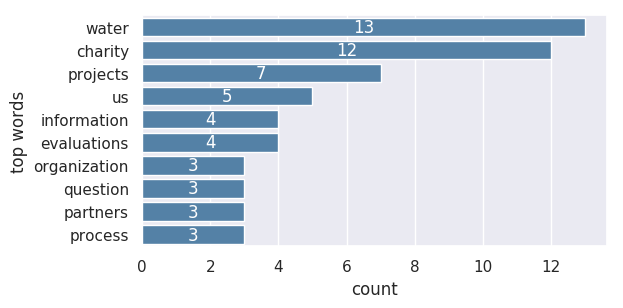 top words
water 13
charity 12
projects 7
us 5
information 4
evaluations 4
organization 3
question 3
partners 3
process 3
0 2 4 6 8 10 12
count